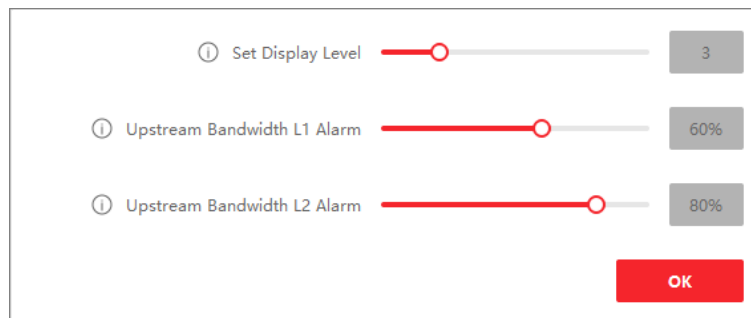 Set Display Level 3
Upstream Bandwidth L1 Alarm 60%
Upstream Bandwidth L2 Alarm 80%
OK